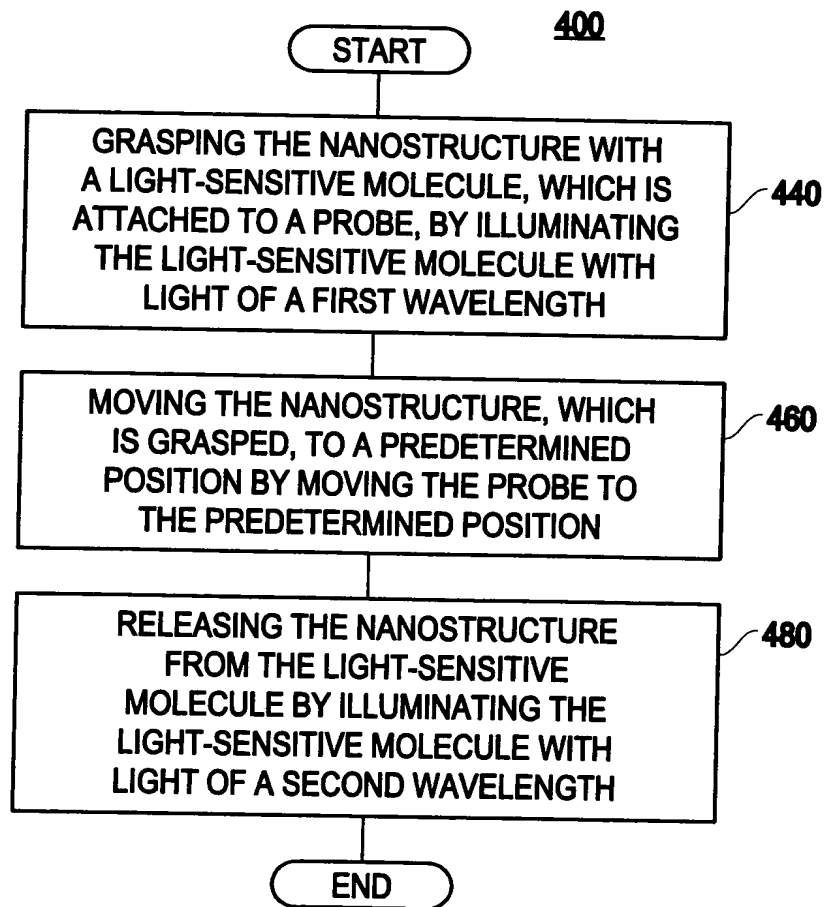 400
START
GRASPING THE NANOSTRUCTURE WITH
A LIGHT-SENSITIVE MOLECULE, WHICH IS
ATTACHED TO A PROBE, BY ILLUMINATING
THE LIGHT-SENSITIVE MOLECULE WITH
LIGHT OF A FIRST WAVELENGTH
440
MOVING THE NANOSTRUCTURE, WHICH
IS GRASPED, TO A PREDETERMINED
POSITION BY MOVING THE PROBE TO
THE PREDETERMINED POSITION
460
RELEASING THE NANOSTRUCTURE
FROM THE LIGHT-SENSITIVE
MOLECULE BY ILLUMINATING THE
LIGHT-SENSITIVE MOLECULE WITH
LIGHT OF A SECOND WAVELENGTH
480
END